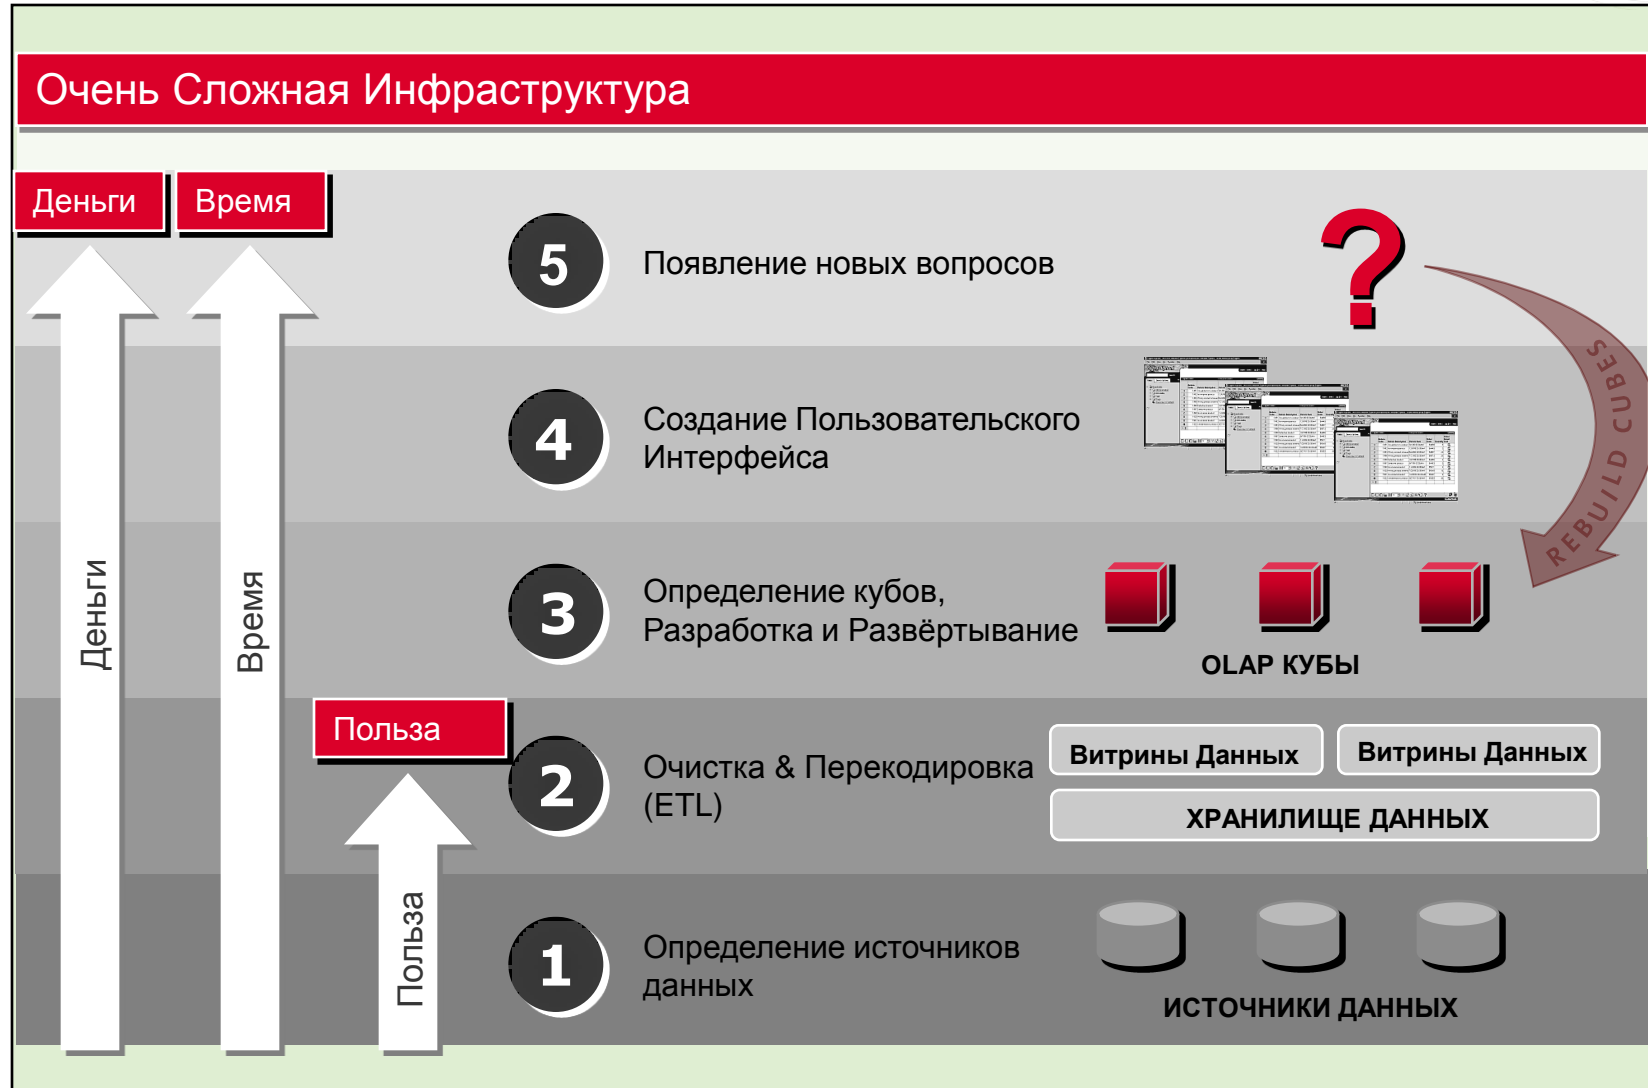 Очень Сложная Инфраструктура
Деньги
Время
5
Появление новых вопросов
?
REBUILD CUBES
4
Создание Пользовательского
Интерфейса
3
Определение кубов,
Разработка и Развёртывание
OLAP КУБЫ
Деньги
Время
Польза
2
Очистка & Перекодировка
(ETL)
Витрины Данных
Витрины Данных
ХРАНИЛИЩЕ ДАННЫХ
Польза
1
Определение источников
данных
ИСТОЧНИКИ ДАННЫХ